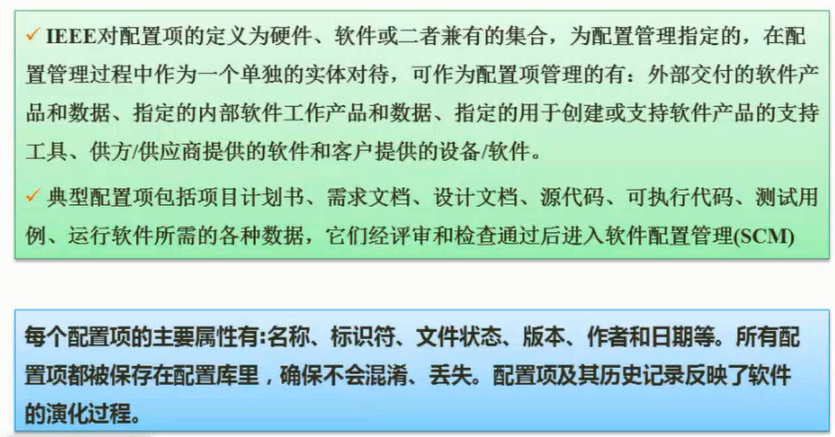 ✓ IEEE对配置项的定义为硬件、软件或二者兼有的集合，为配置管理指定的，在配
置管理过程中作为一个单独的实体对待，可作为配置项管理的有：外部交付的软件产
品和数据、指定的内部软件工作产品和数据、指定的用于创建或支持软件产品的支持
工具、供方/供应商提供的软件和客户提供的设备/软件。
✓ 典型配置项包括项目计划书、需求文档、设计文档、源代码、可执行代码、测试用
例、运行软件所需的各种数据，它们经评审和检查通过后进入软件配置管理(SCM)
每个配置项的主要属性有:名称、标识符、文件状态、版本、作者和日期等。所有配
置项都被保存在配置库里，确保不会混淆、丢失。配置项及其历史记录反映了软件
的演化过程。